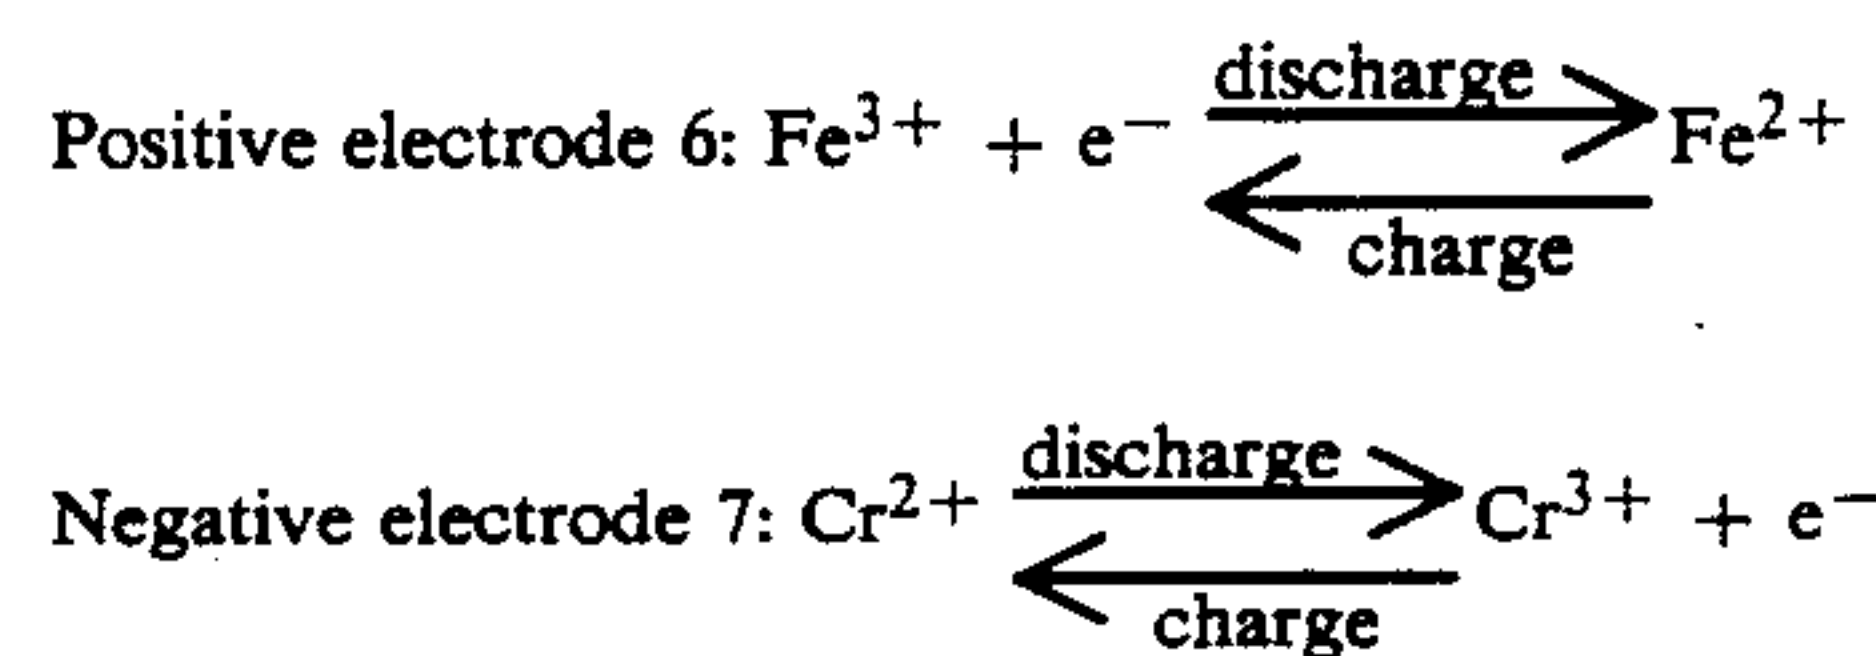 discharge
Positive electrode 6: Fe³⁺ + e⁻ ⇄ Fe²⁺
charge
discharge
Negative electrode 7: Cr²⁺ ⇄ Cr³⁺ + e⁻
charge